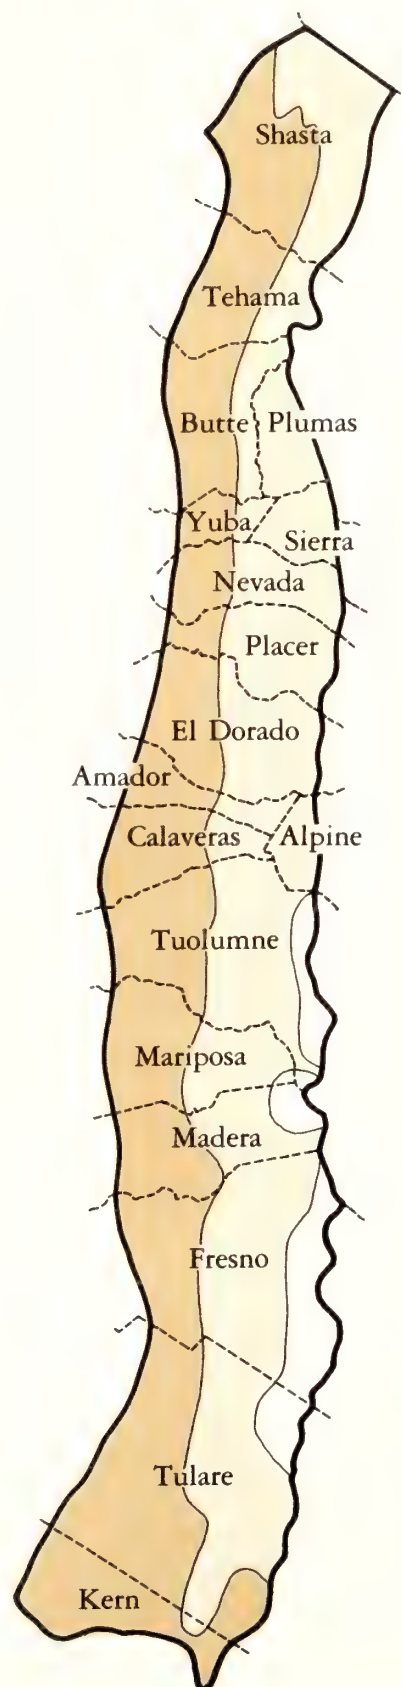 Shasta
Tehama
Butte Plumas
Yuba
Sierra
Nevada
Placer
El Dorado
Amador
Calaveras Alpine
Tuolumne
Mariposa
Madera
Fresno
Tulare
Kern